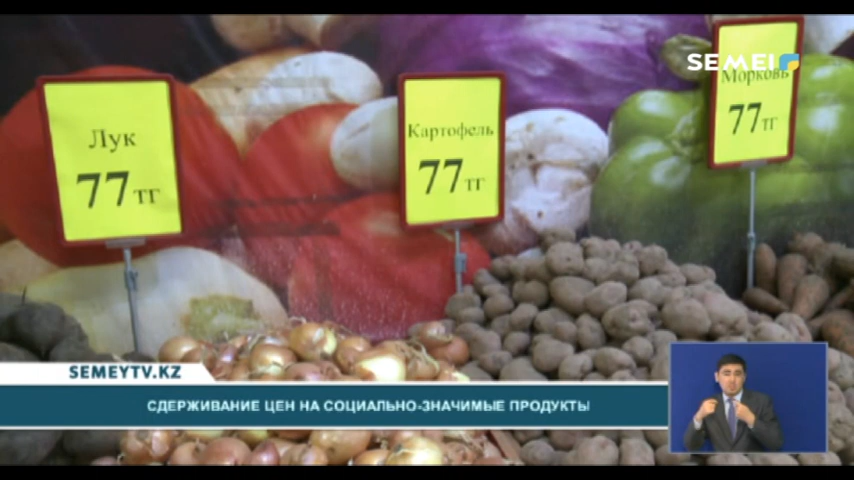 SEMEI
Лук
77 тг
Картофель
77 тг
Морковь
77 тг
SEMEYTV.KZ
СДЕРЖИВАНИЕ ЦЕН НА СОЦИАЛЬНО-ЗНАЧИМЫЕ ПРОДУКТЫ